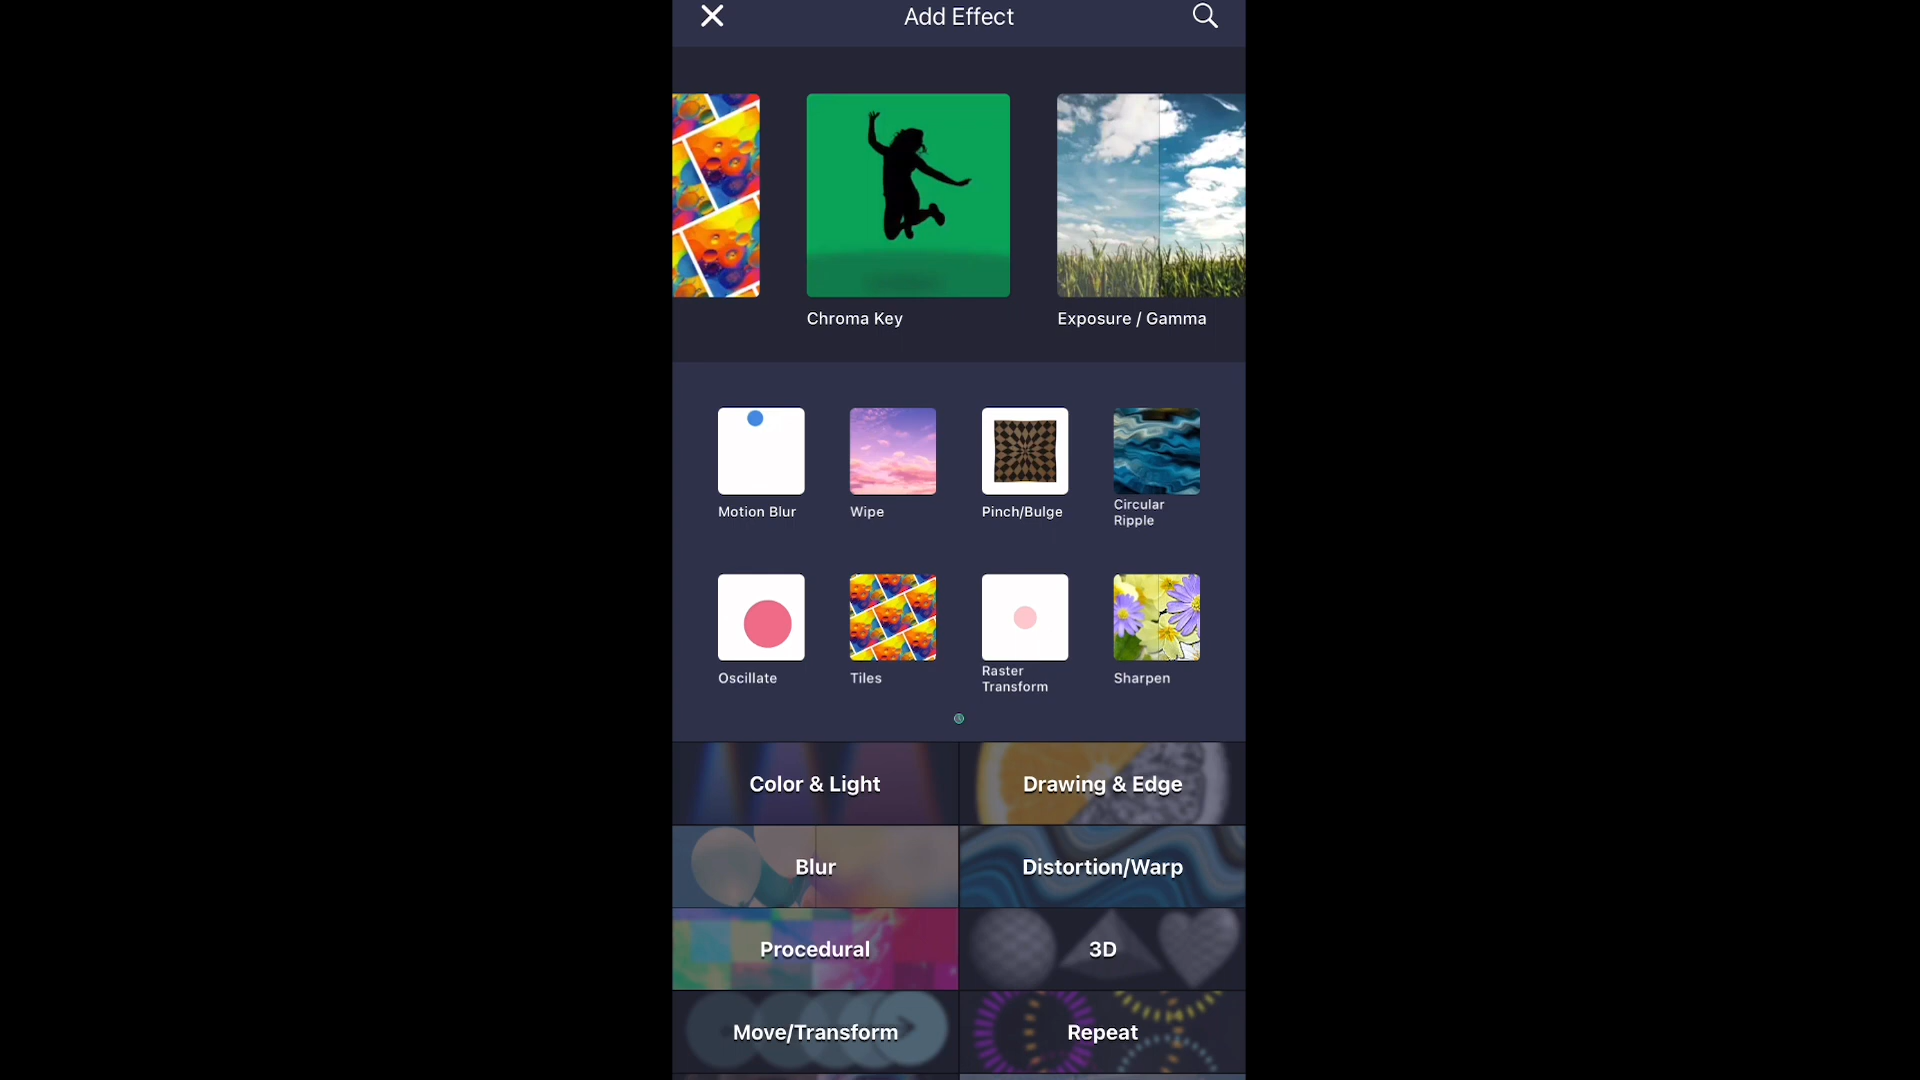 Add Effect
Chroma Key
Exposure / Gamma
Motion Blur
Wipe
Pinch/Bulge
Circular
Ripple
Oscillate
Tiles
Raster
Transform
Sharpen
Color & Light
Drawing & Edge
Blur
Distortion/Warp
Procedural
3D
Move/Transform
Repeat